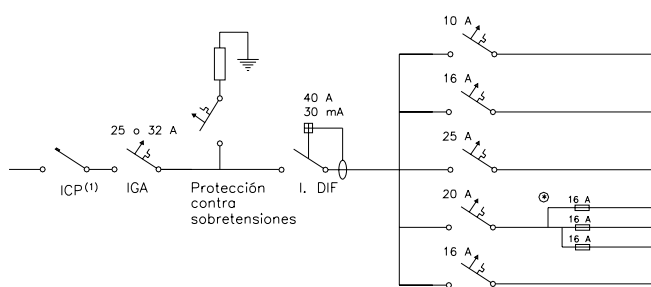 10 A
16 A
40 A
30 mA
25 o 32 A
25 A
ICP(1)
IGA
Protección
contra
sobretensiones
I. DIF
20 A
*
16 A
16 A
16 A
16 A